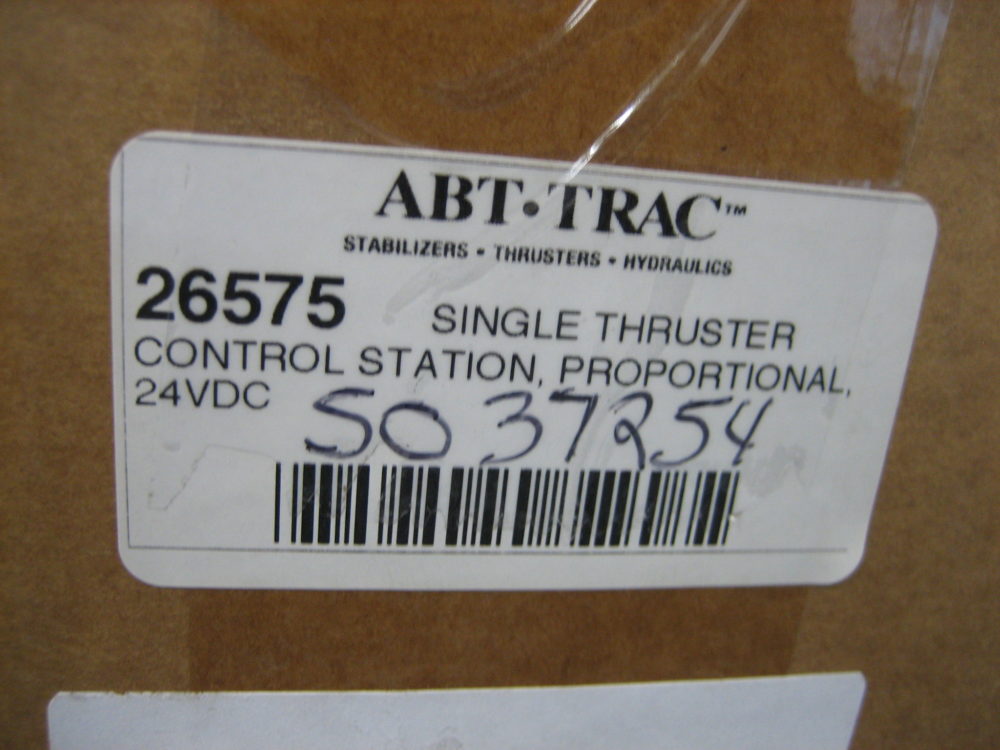 ABT·TRAC™
STABILIZERS • THRUSTERS • HYDRAULICS
26575 SINGLE THRUSTER
CONTROL STATION, PROPORTIONAL,
24VDC
SO 37254